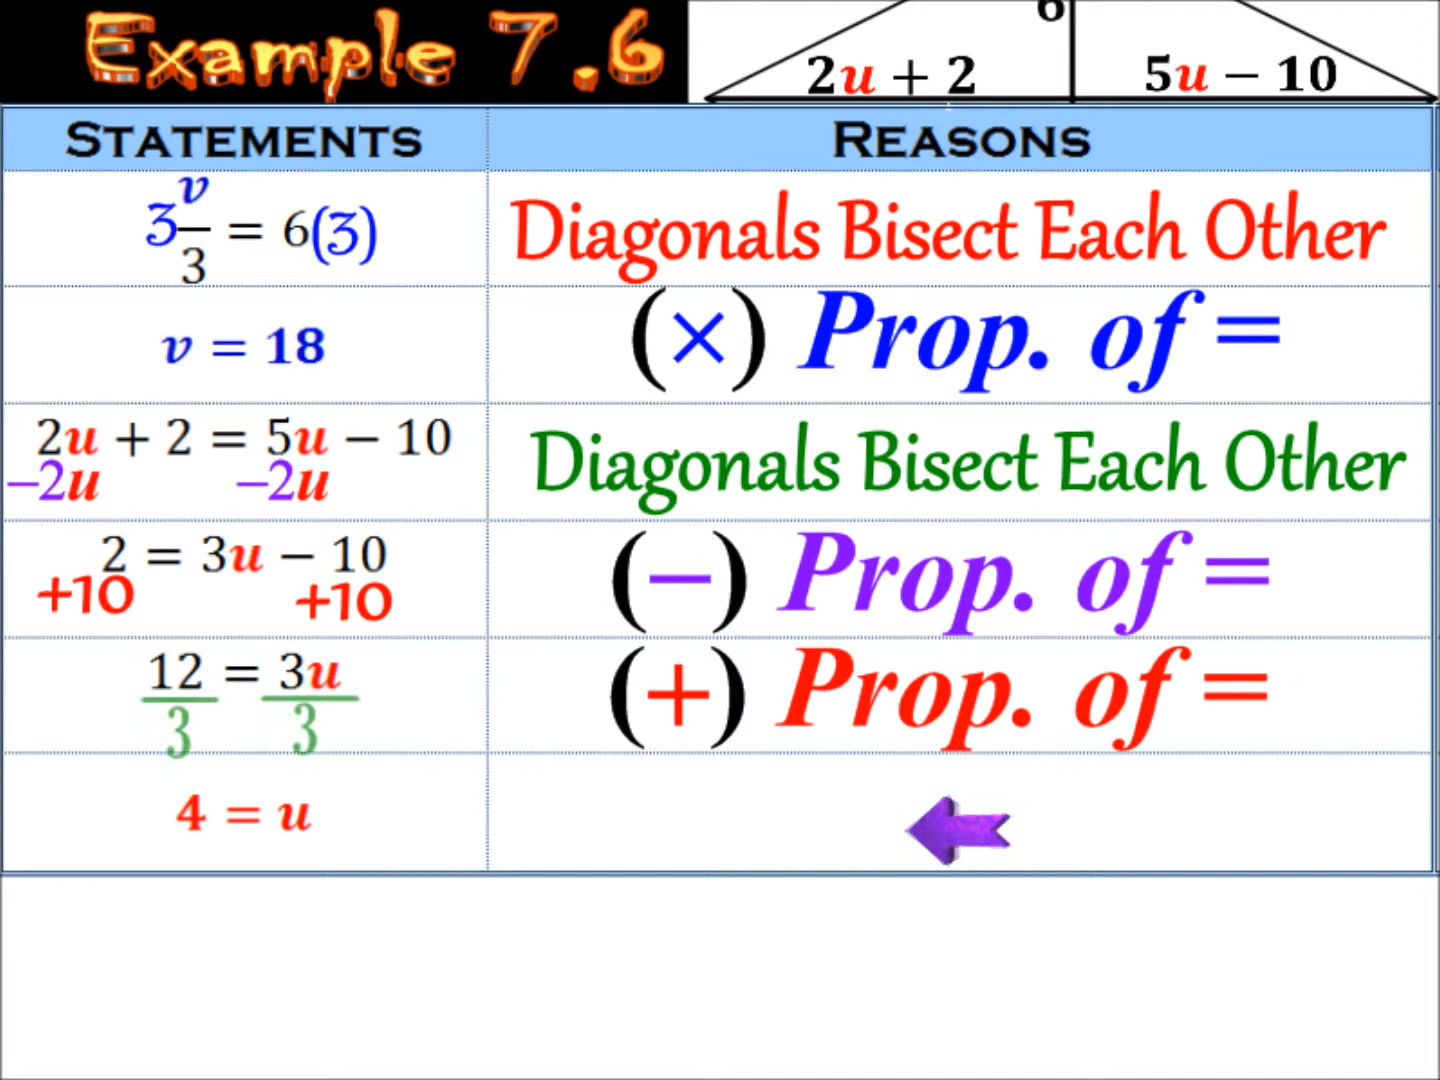 Example 7.6
6
2u + 2
5u − 10
STATEMENTS
REASONS
3 v/3 = 6(3)
Diagonals Bisect Each Other
v = 18
(×) Prop. of =
2u + 2 = 5u − 10
−2u −2u
Diagonals Bisect Each Other
2 = 3u − 10
+10 +10
(−) Prop. of =
12 = 3u
3 3
(+) Prop. of =
4 = u